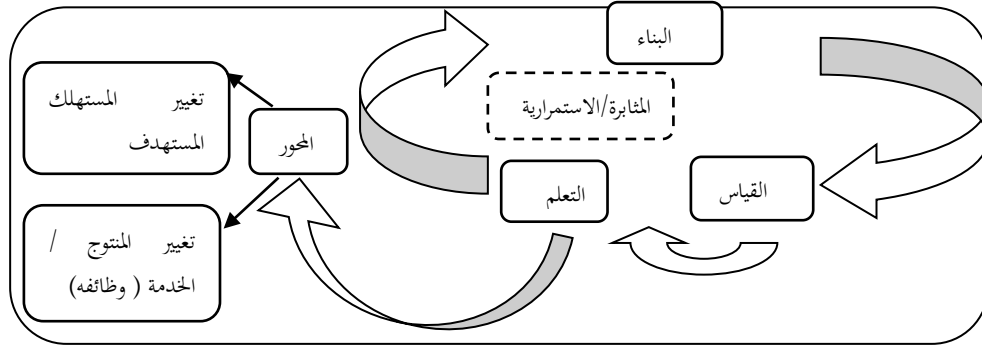 البناء
تغيير المستهلك
المستهدف
المثابرة/الاستمرارية
المحور
التعلم
القياس
تغيير المنتوج /
الخدمة ( وظائفه)